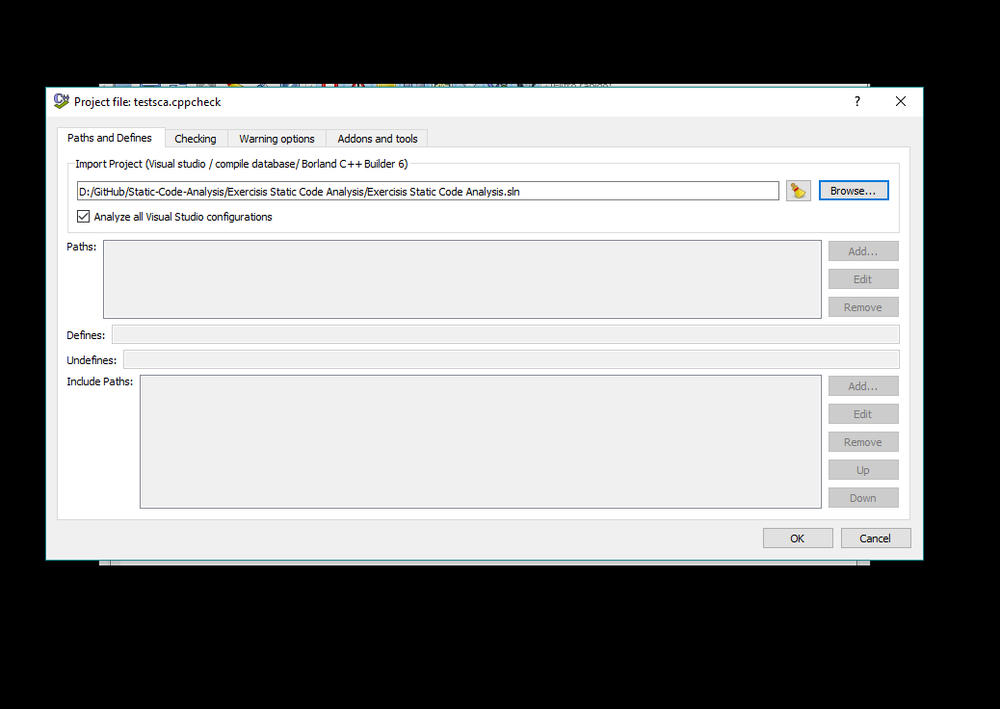 Project file: testsca.cppcheck
?
Paths and Defines
Checking
Warning options
Addons and tools
Import Project (Visual studio / compile database/ Borland C++ Builder 6)
D:/GitHub/Static-Code-Analysis/Exercisis Static Code Analysis/Exercisis Static Code Analysis.sln
Browse...
Analyze all Visual Studio configurations
Paths:
Add...
Edit
Remove
Defines:
Undefines:
Include Paths:
Add...
Edit
Remove
Up
Down
OK
Cancel